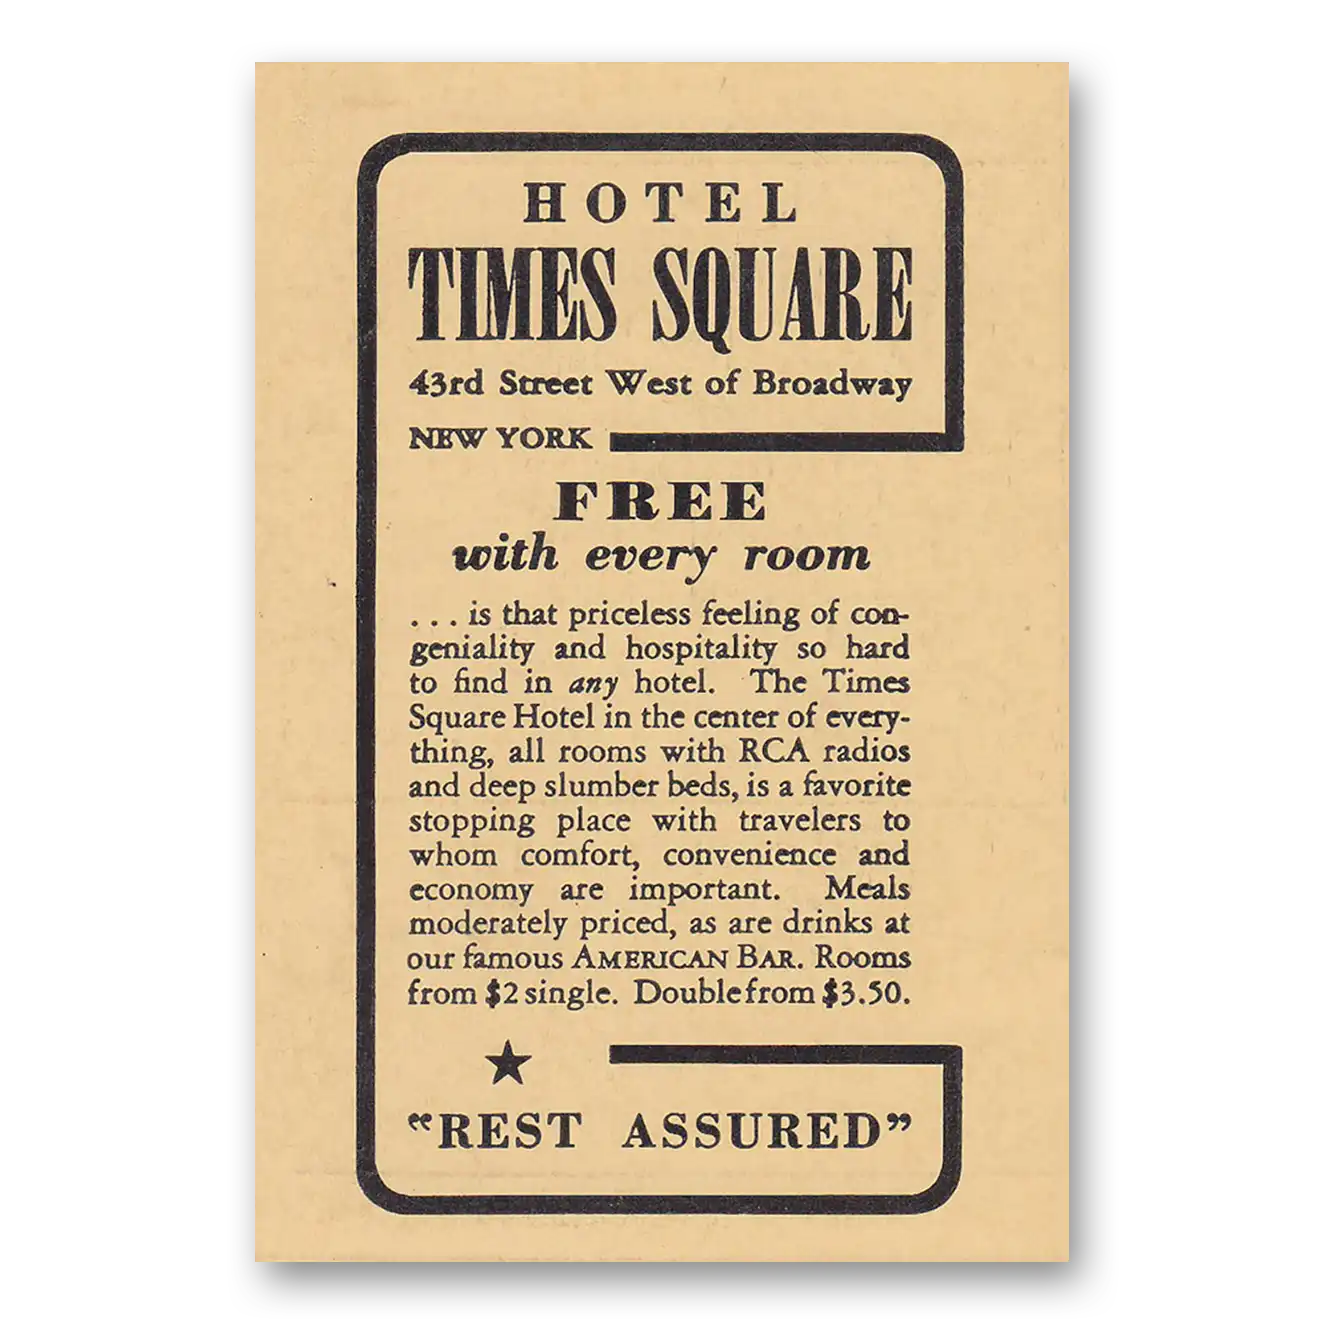 HOTEL
TIMES SQUARE
43rd Street West of Broadway
NEW YORK
FREE
with every room
. . . is that priceless feeling of con-
geniality and hospitality so hard
to find in any hotel. The Times
Square Hotel in the center of every-
thing, all rooms with RCA radios
and deep slumber beds, is a favorite
stopping place with travelers to
whom comfort, convenience and
economy are important. Meals
moderately priced, as are drinks at
our famous AMERICAN BAR. Rooms
from $2 single. Double from $3.50.
★
“REST ASSURED”